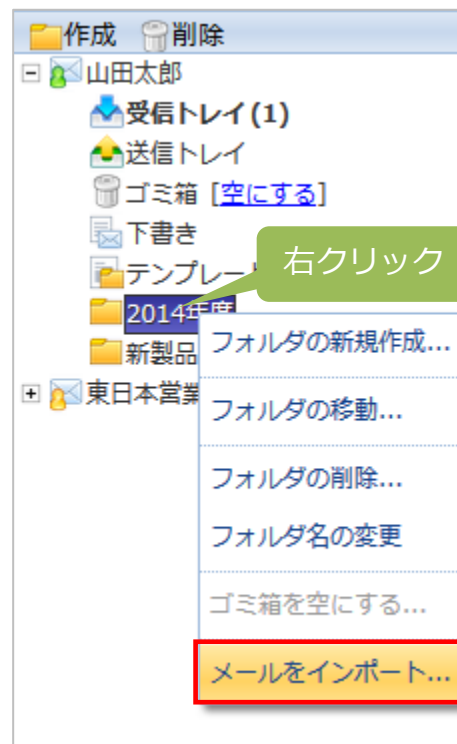 作成 削除
山田太郎
受信トレイ(1)
送信トレイ
ゴミ箱 [空にする]
下書き
テンプレート
右クリック
2014年度
新製品
東日本営業
フォルダの新規作成...
フォルダの移動...
フォルダの削除...
フォルダ名の変更
ゴミ箱を空にする...
メールをインポート...